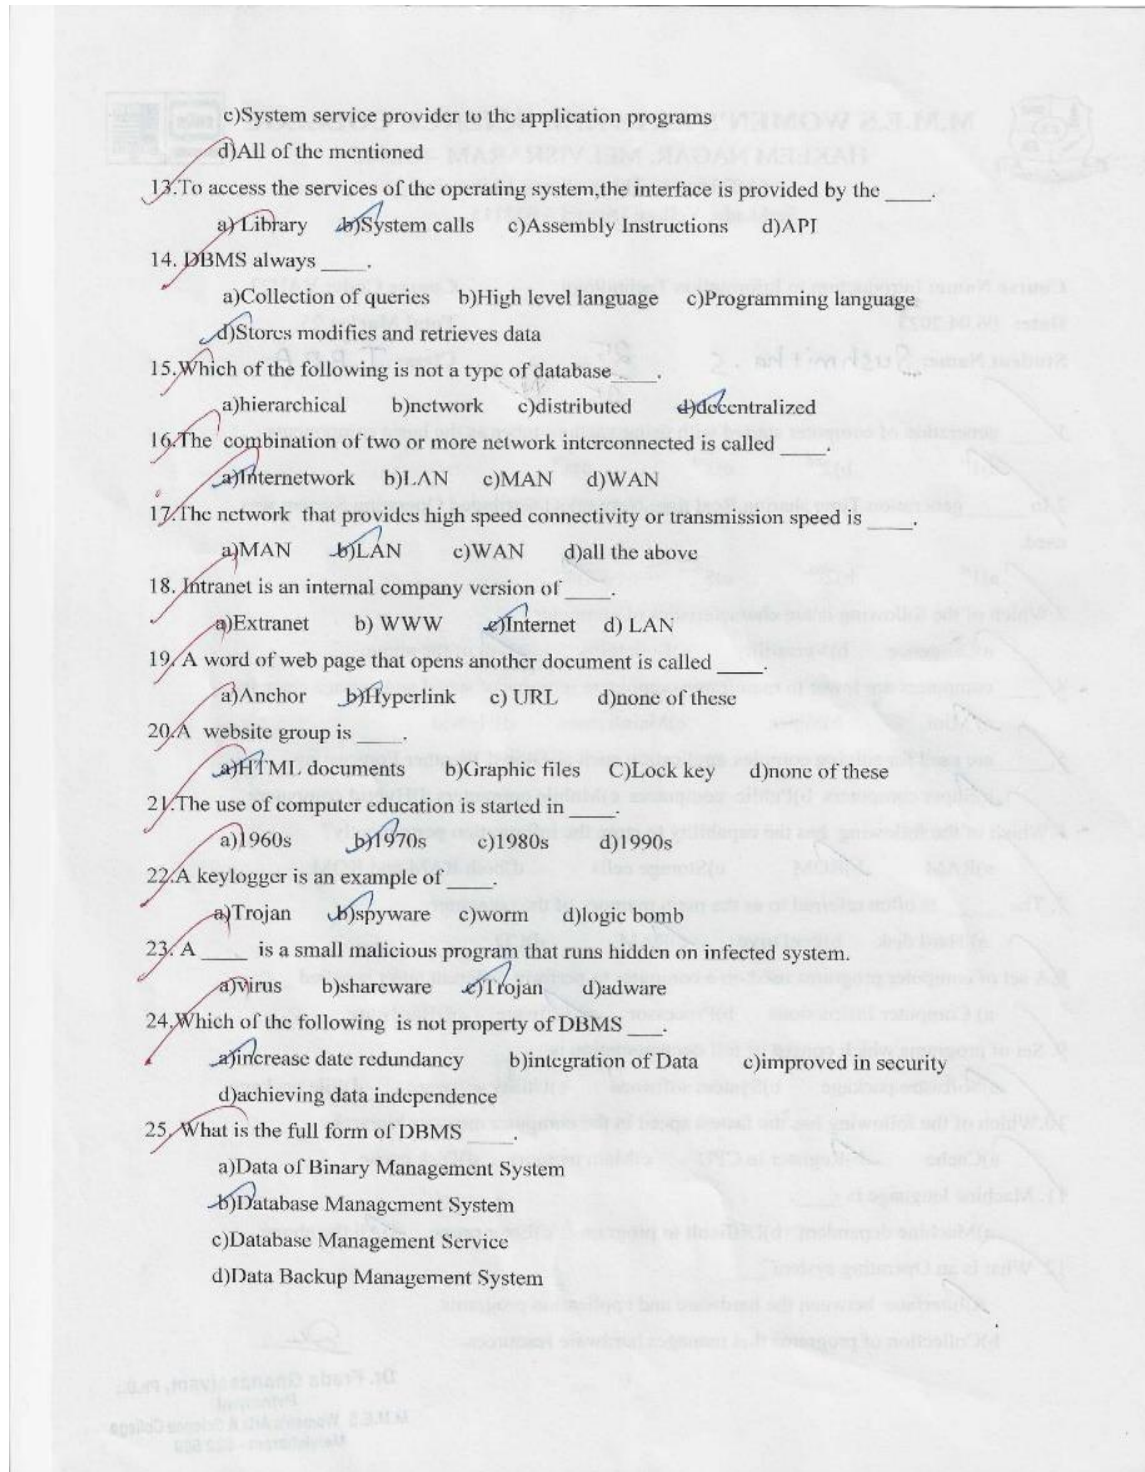 c)System service provider to the application programs
d)All of the mentioned
13.To access the services of the operating system,the interface is provided by the ____.
a) Library b)System calls c)Assembly Instructions d)API
14. DBMS always ____.
a)Collection of queries b)High level language c)Programming language
d)Stores modifies and retrieves data
15.Which of the following is not a type of database____.
a)hierarchical b)network c)distributed d)decentralized
16.The combination of two or more network interconnected is called ____.
a)Internetwork b)LAN c)MAN d)WAN
17.The network that provides high speed connectivity or transmission speed is ____.
a)MAN b)LAN c)WAN d)all the above
18. Intranet is an internal company version of ____.
a)Extranet b) WWW c)Internet d) LAN
19. A word of web page that opens another document is called ____.
a)Anchor b)Hyperlink c) URL d)none of these
20.A website group is ____.
a)HTML documents b)Graphic files C)Lock key d)none of these
21.The use of computer education is started in ____.
a)1960s b)1970s c)1980s d)1990s
22.A keylogger is an example of ____.
a)Trojan b)spyware c)worm d)logic bomb
23. A ____ is a small malicious program that runs hidden on infected system.
a)virus b)shareware c)Trojan d)adware
24.Which of the following is not property of DBMS ___.
a)increase date redundancy b)integration of Data c)improved in security
d)achieving data independence
25. What is the full form of DBMS ____.
a)Data of Binary Management System
b)Database Management System
c)Database Management Service
d)Data Backup Management System